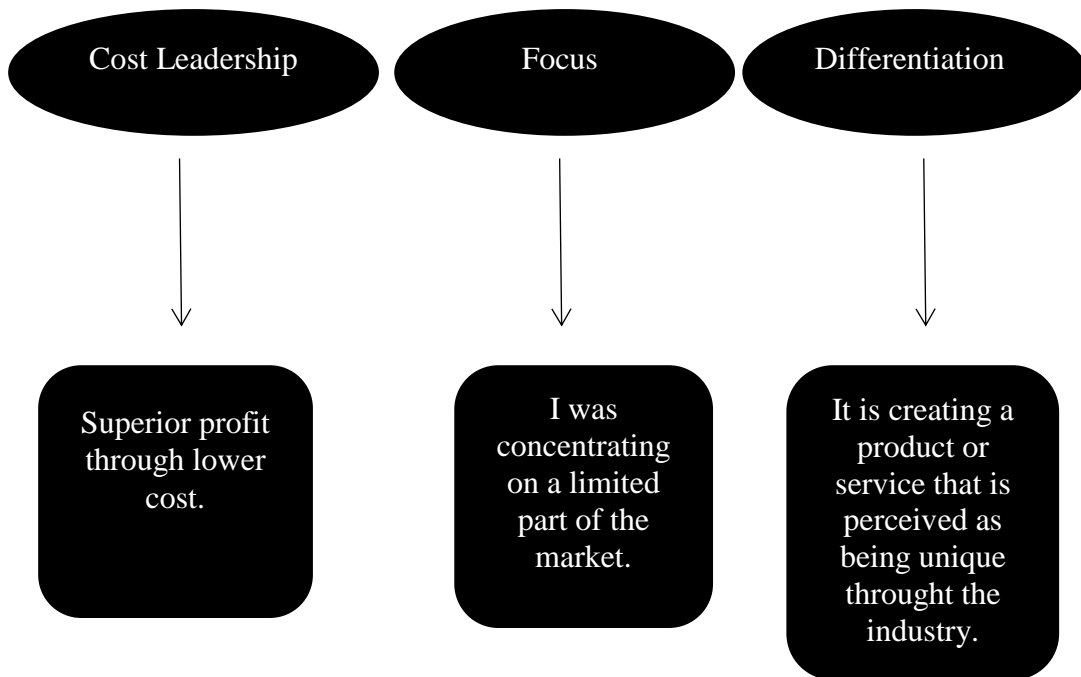 Cost Leadership
Focus
Differentiation
Superior profit
through lower
cost.
I was
concentrating
on a limited
part of the
market.
It is creating a
product or
service that is
perceived as
being unique
throught the
industry.